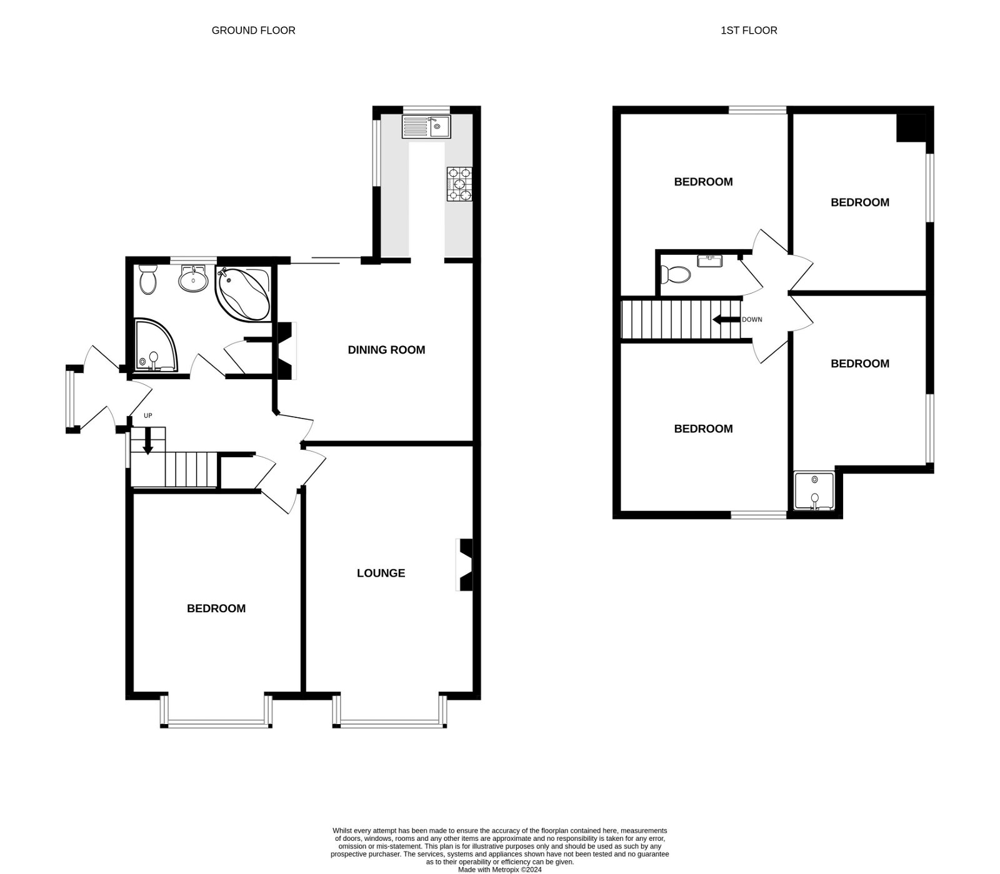 GROUND FLOOR
1ST FLOOR
BEDROOM
BEDROOM
DOWN
DINING ROOM
BEDROOM
UP
BEDROOM
LOUNGE
BEDROOM
Whilst every attempt has been made to ensure the accuracy of the floorplan contained here, measurements
of doors, windows, rooms and any other items are approximate and no responsibility is taken for any error,
omission or mis-statement. This plan is for illustrative purposes only and should be used as such by any
prospective purchaser. The services, systems and appliances shown have not been tested and no guarantee
as to their operability or efficiency can be given.
Made with Metropix ©2024